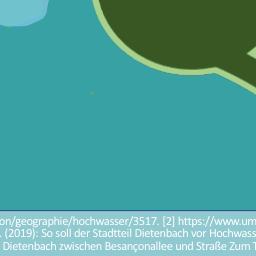 on/geographie/hochwasser/3517. [2] https://www.um
. (2019): So soll der Stadtteil Dietenbach vor Hochwass
Dietenbach zwischen Besançonallee und Straße Zum T